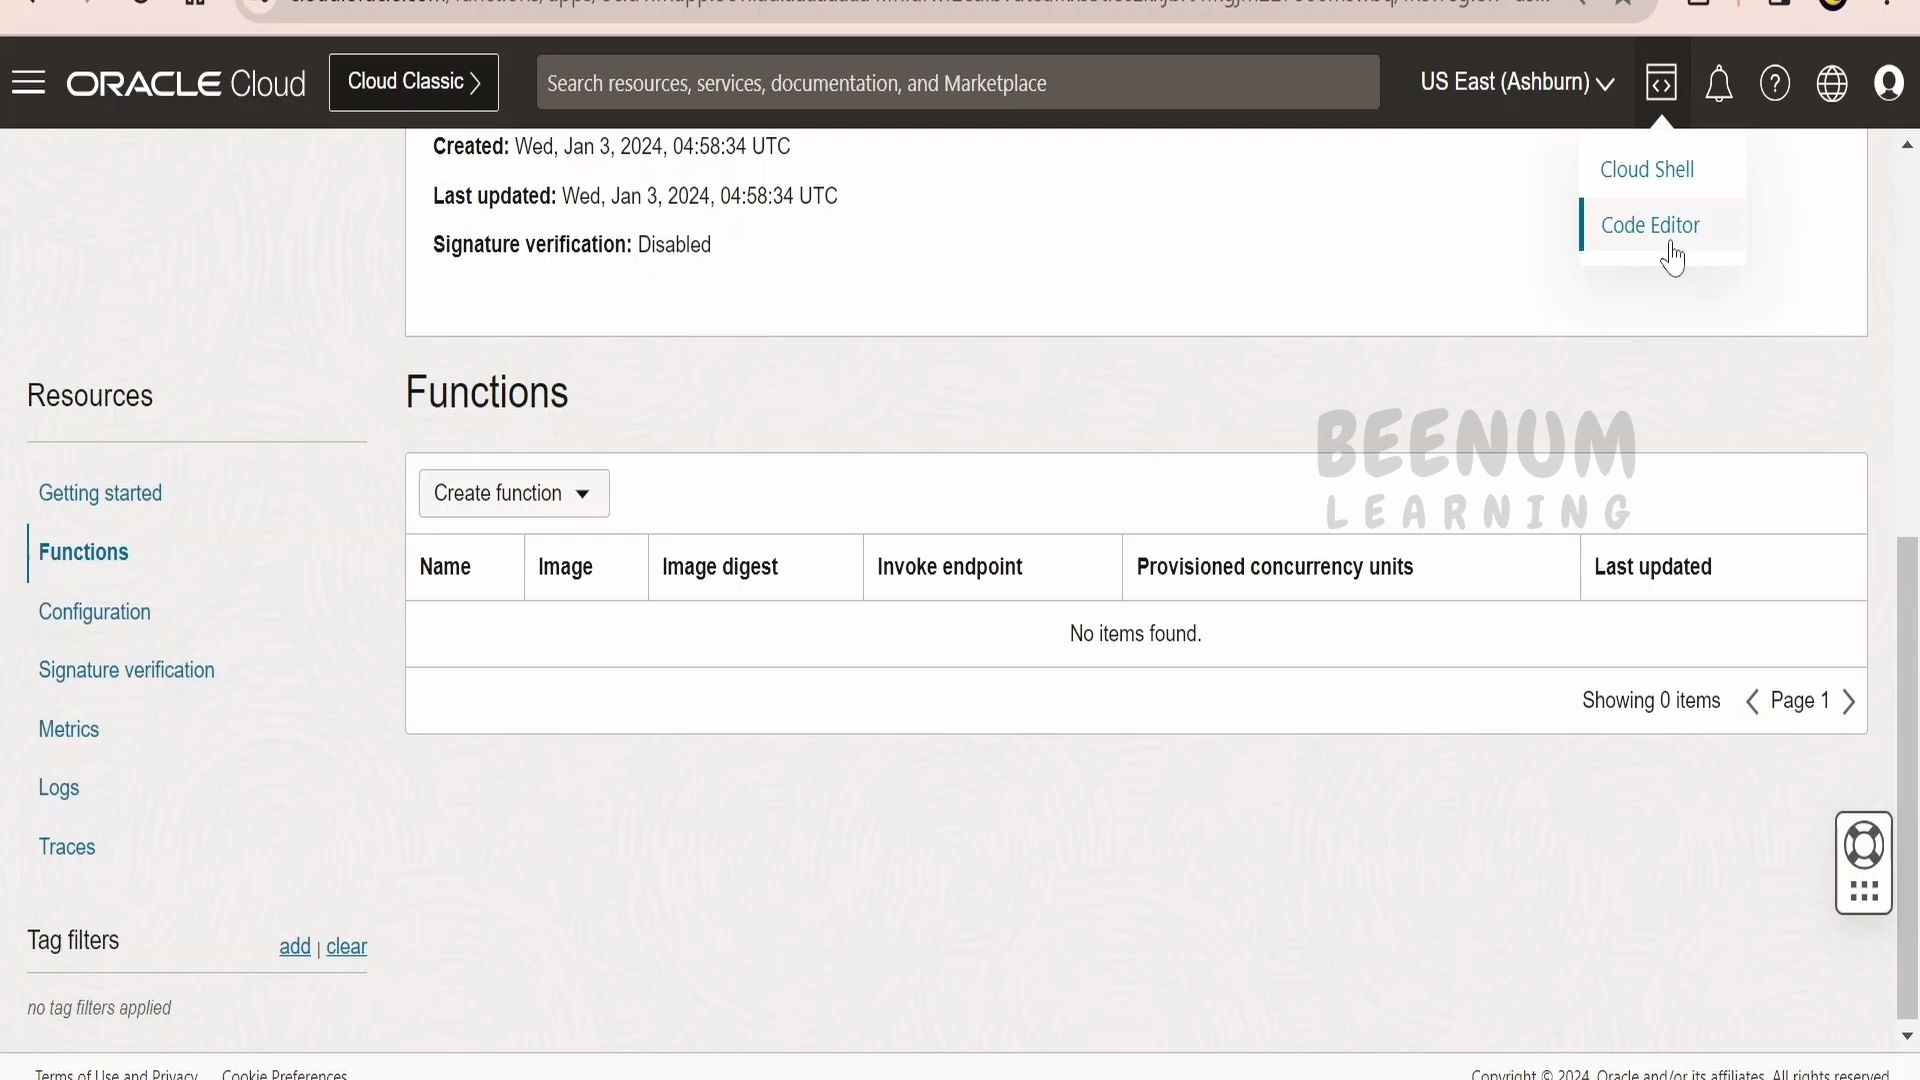 ORACLE Cloud
Cloud Classic
Search resources, services, documentation, and Marketplace
US East (Ashburn)
Cloud Shell
Code Editor
Created: Wed, Jan 3, 2024, 04:58:34 UTC
Last updated: Wed, Jan 3, 2024, 04:58:34 UTC
Signature verification: Disabled
Resources
Getting started
Functions
Configuration
Signature verification
Metrics
Logs
Traces
Tag filters
add | clear
no tag filters applied
Functions
BEENUM
LEARNING
Create function
Name Image Image digest Invoke endpoint Provisioned concurrency units Last updated
No items found.
Showing 0 items Page 1
Terms of Use and Privacy Cookie Preferences
Copyright © 2024, Oracle and/or its affiliates. All rights reserved.